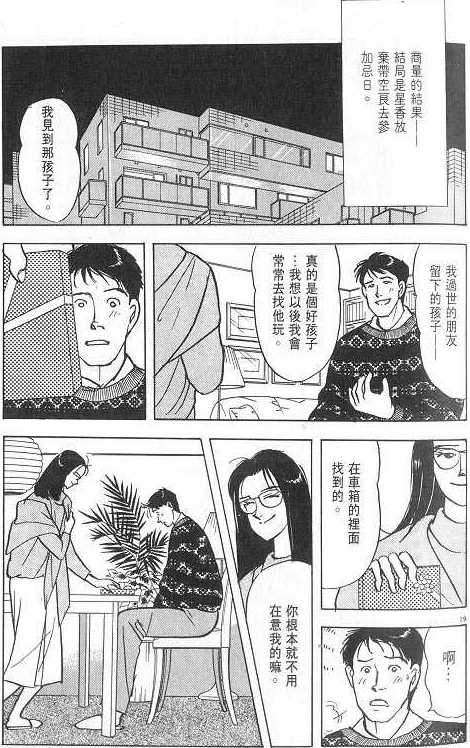 商量的結果——
結局是星香放
棄帶空良去參
加忌日。
我見到那孩子了。
我過世的朋友
留下的孩子——
真的是個好孩子
…我想以後我會
常常去找他玩。
在車箱的裡面
找到的。
19
啊…
你根本就不用
在意我的嘛。